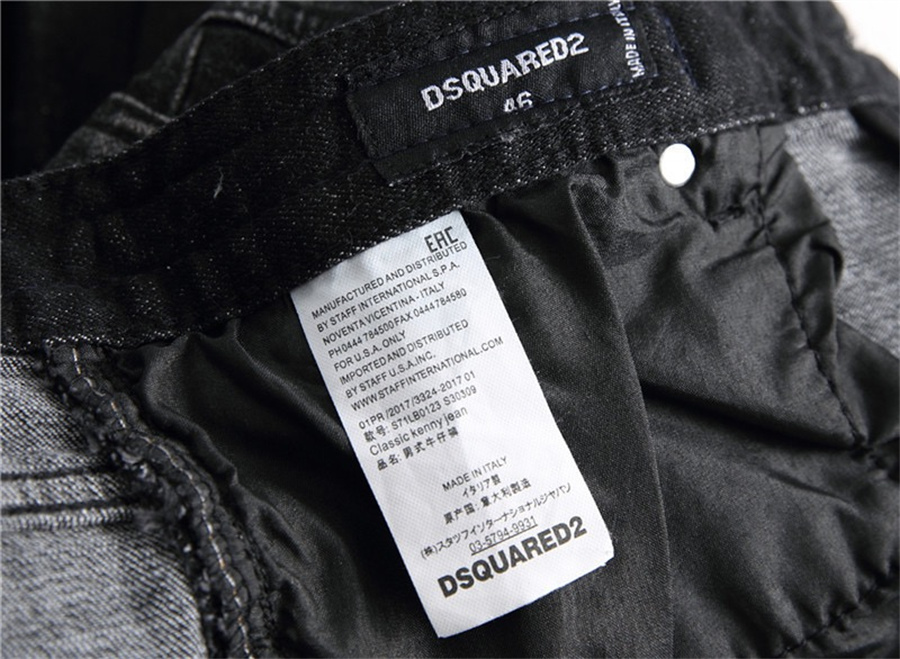 DSQUARED2
46
MADE IN ITALY
EAC
MANUFACTURED AND DISTRIBUTED
BY STAFF INTERNATIONAL S.P.A.
NOVENTA VICENTINA - ITALY
PH0444 784500 FAX 0444784580
FOR U.S.A. ONLY
IMPORTED AND DISTRIBUTED
BY STAFF U.S.A.INC.
WWW.STAFFINTERNATIONAL.COM
01PR /2017/3324-2017 01
款号: S71LB0123 S30309
Classic kenny jean
品名: 男式牛仔裤
MADE IN ITALY
イタリア製
原产国: 意大利製造
(株)スタッフインターナショナルジャパン
03-5794-9931
DSQUARED2